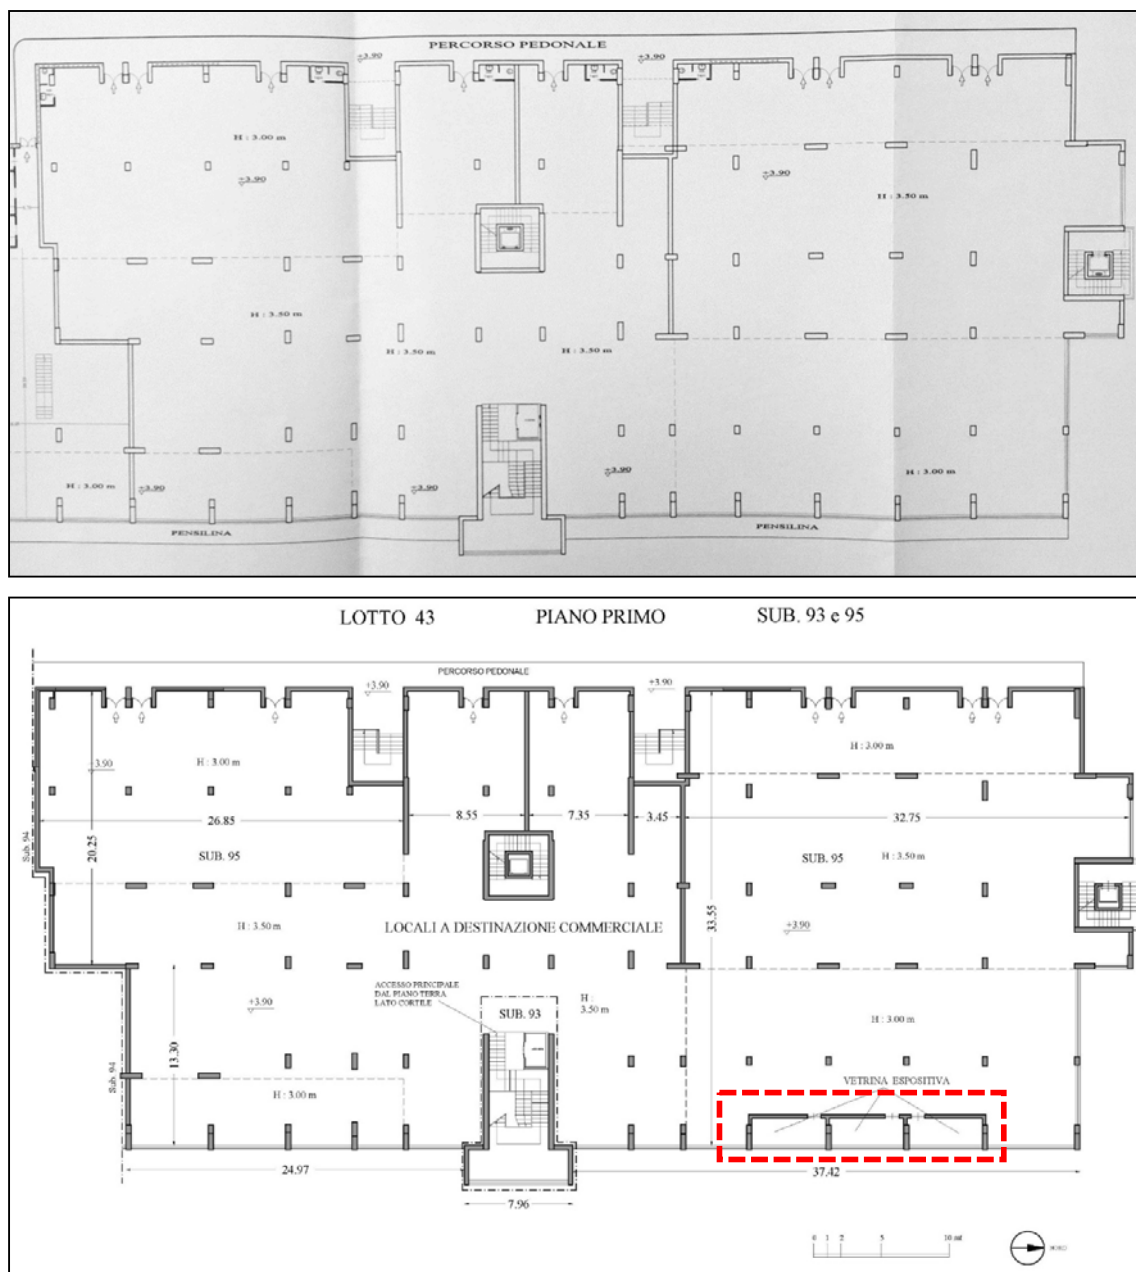 PERCORSO PEDONALE
+3.90
+3.90
H : 3.00 m
+3.90
+3.90
H : 3.50 m
H : 3.50 m
H : 3.50 m
H : 3.50 m
H : 3.00 m
+3.90
+3.90
+3.90
H : 3.00 m
PENSILINA
PENSILINA
LOTTO 43 PIANO PRIMO SUB. 93 e 95
PERCORSO PEDONALE
+3.90
+3.90
H : 3.00 m
+3.90
H : 3.00 m
26.85
8.55
7.35
3.45
32.75
Sub. 94
20.25
SUB. 95
SUB. 95
H : 3.50 m
33.55
H : 3.50 m
LOCALI A DESTINAZIONE COMMERCIALE
+3.90
ACCESSO PRINCIPALE
DAL PIANO TERRA
LATO CORTILE
+3.90
SUB. 93
H :
3.50 m
H : 3.00 m
13.30
Sub. 94
H : 3.00 m
VETRINA ESPOSITIVA
24.97
37.42
7.96
0 1 2 5 10 mt
NORD